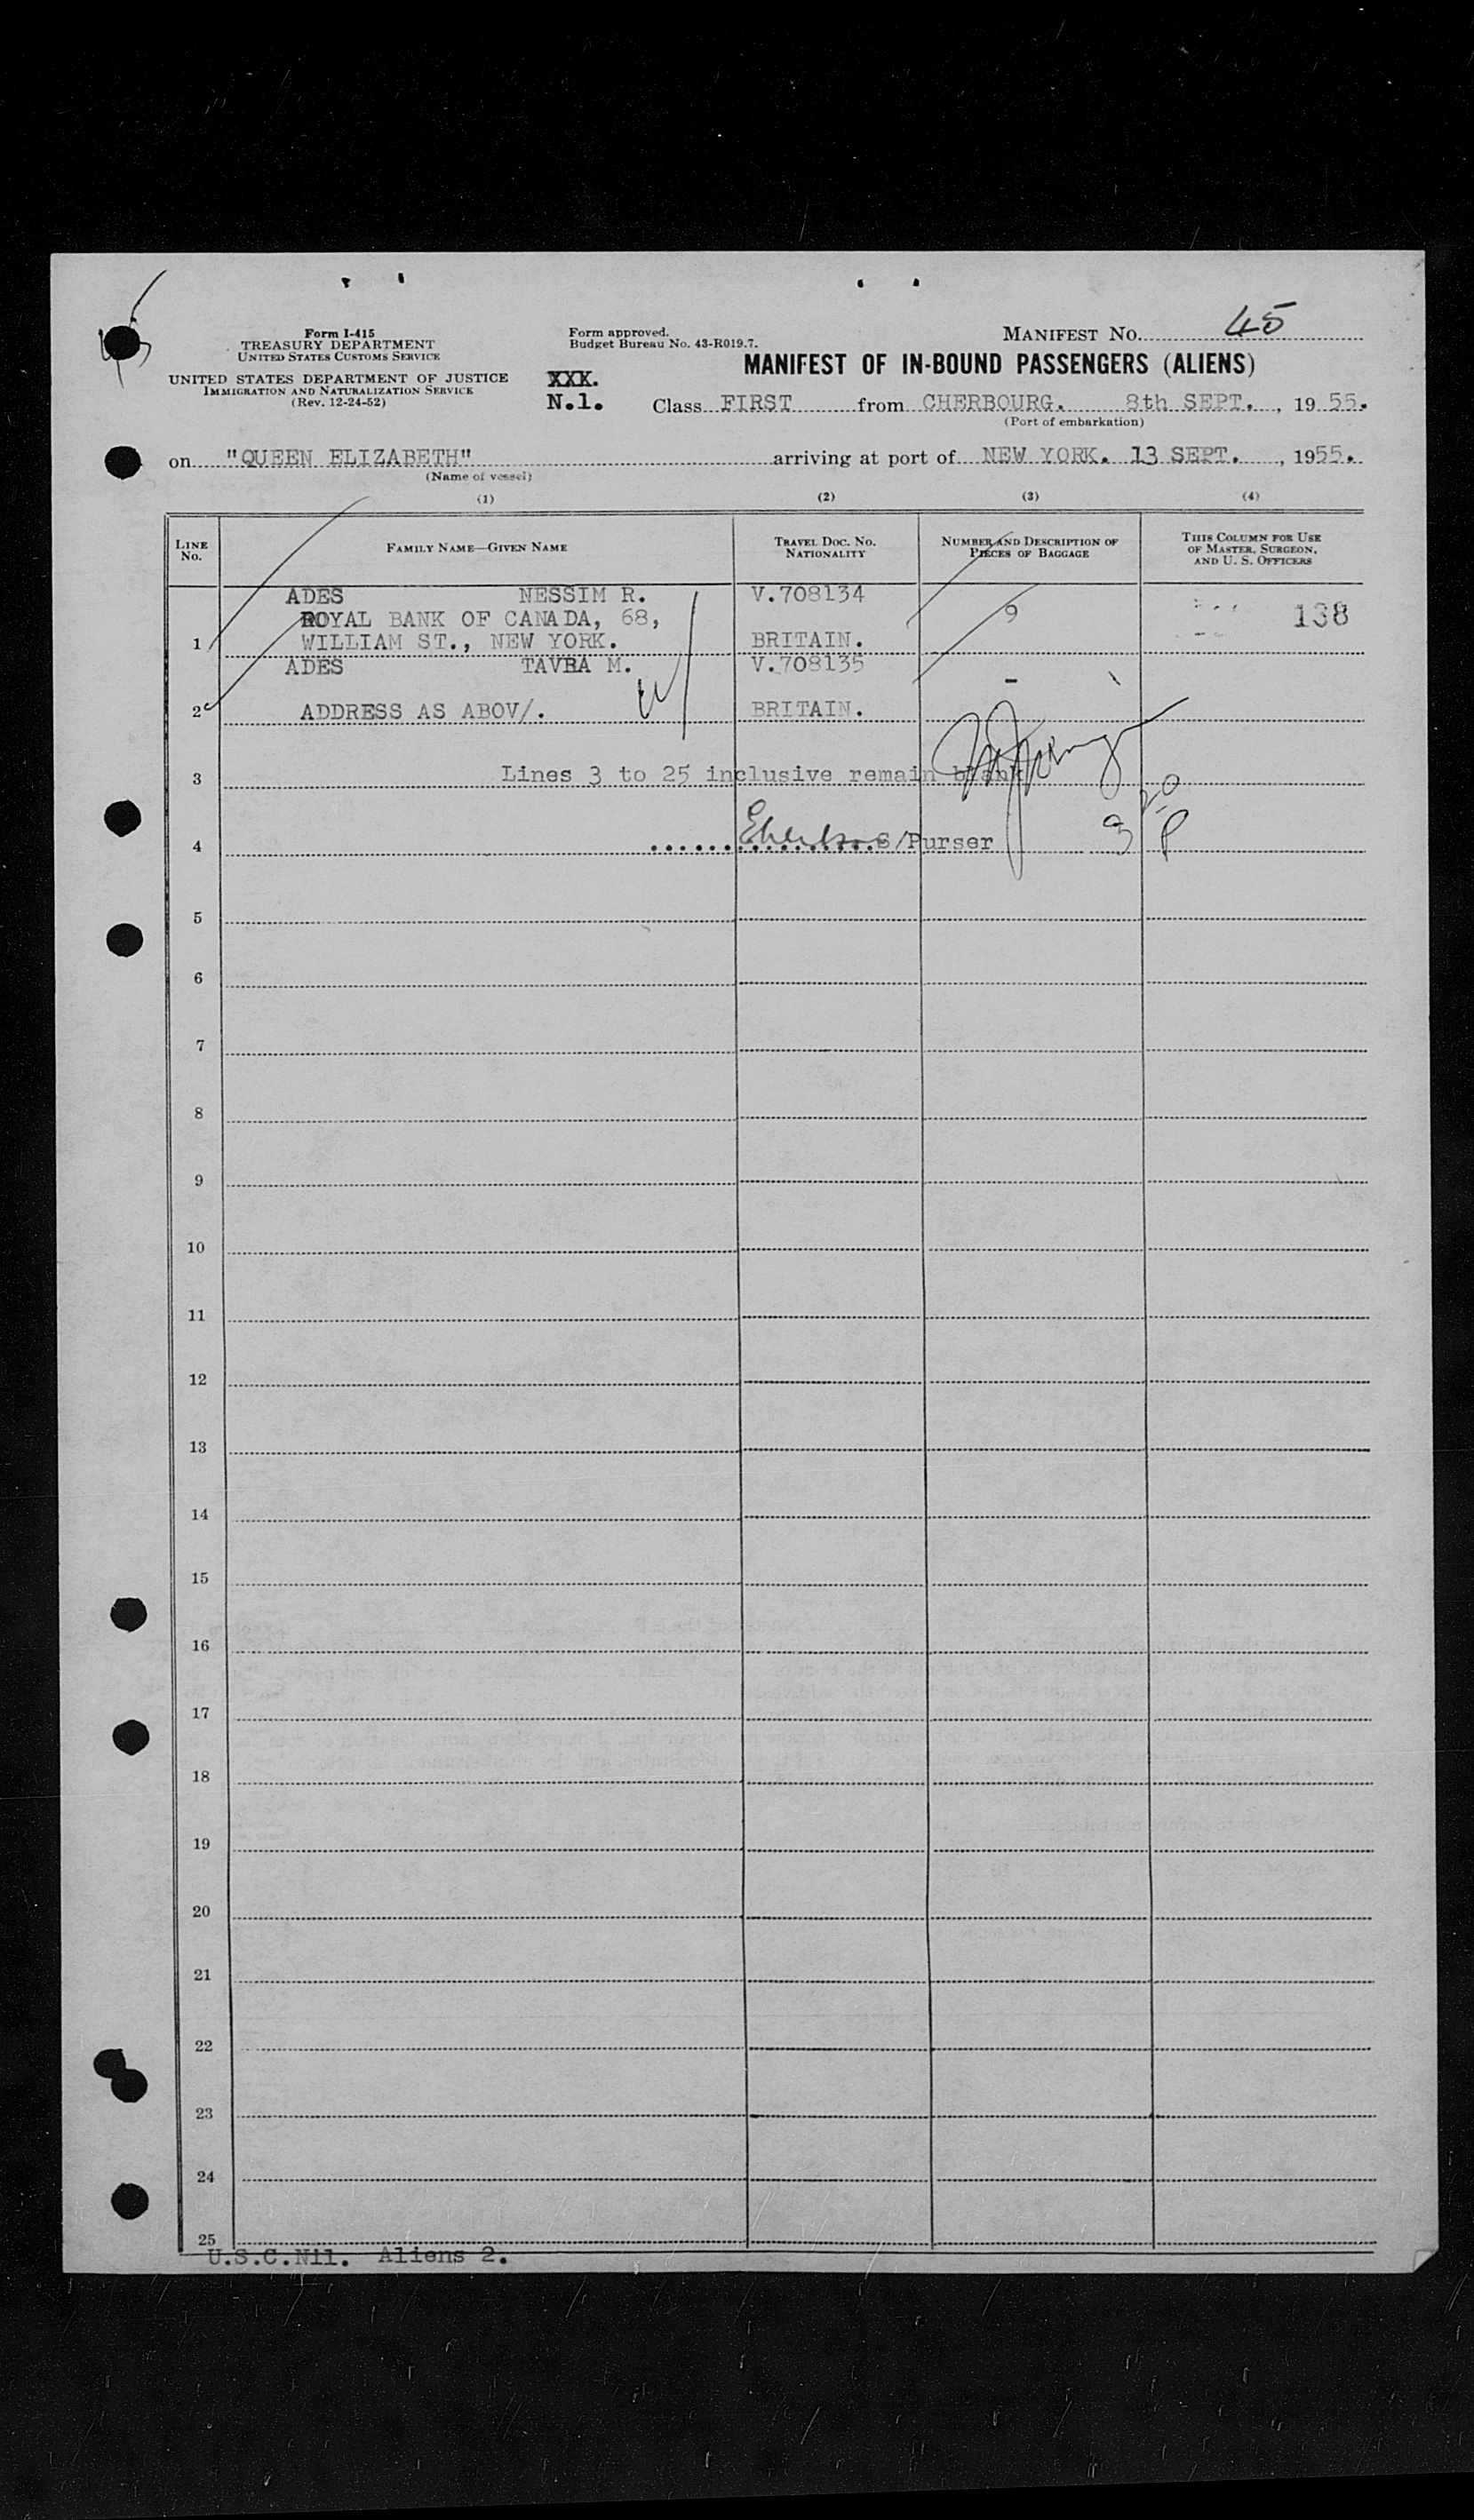 45
Form I-415
TREASURY DEPARTMENT
UNITED STATES CUSTOMS SERVICE
UNITED STATES DEPARTMENT OF JUSTICE
IMMIGRATION AND NATURALIZATION SERVICE
(Rev. 12-24-52)
Form approved.
Budget Bureau No. 43-R019.7.
MANIFEST NO. 45
MANIFEST OF IN-BOUND PASSENGERS (ALIENS)
XXX.
N.1.
Class FIRST from CHERBOURG. 8th SEPT. , 19 55.
(Port of embarkation)
on "QUEEN ELIZABETH" arriving at port of NEW YORK. 13 SEPT. , 1955.
(Name of vessel)
(1) (2) (3) (4)
LINE NO. FAMILY NAME—GIVEN NAME TRAVEL DOC. NO. NATIONALITY NUMBER AND DESCRIPTION OF PIECES OF BAGGAGE THIS COLUMN FOR USE OF MASTER, SURGEON, AND U. S. OFFICERS
ADES NESSIM R. V.708134
ROYAL BANK OF CANADA, 68, 9 138
1 WILLIAM ST., NEW YORK. BRITAIN.
ADES M. V.708135
-
2 ADDRESS AS ABOV/. BRITAIN.
3 Lines 3 to 25 inclusive remain blank
4 S/Purser
5
6
7
8
9
10
11
12
13
14
15
16
17
18
19
20
21
22
23
24
25
U.S.C.Nil. Aliens 2.